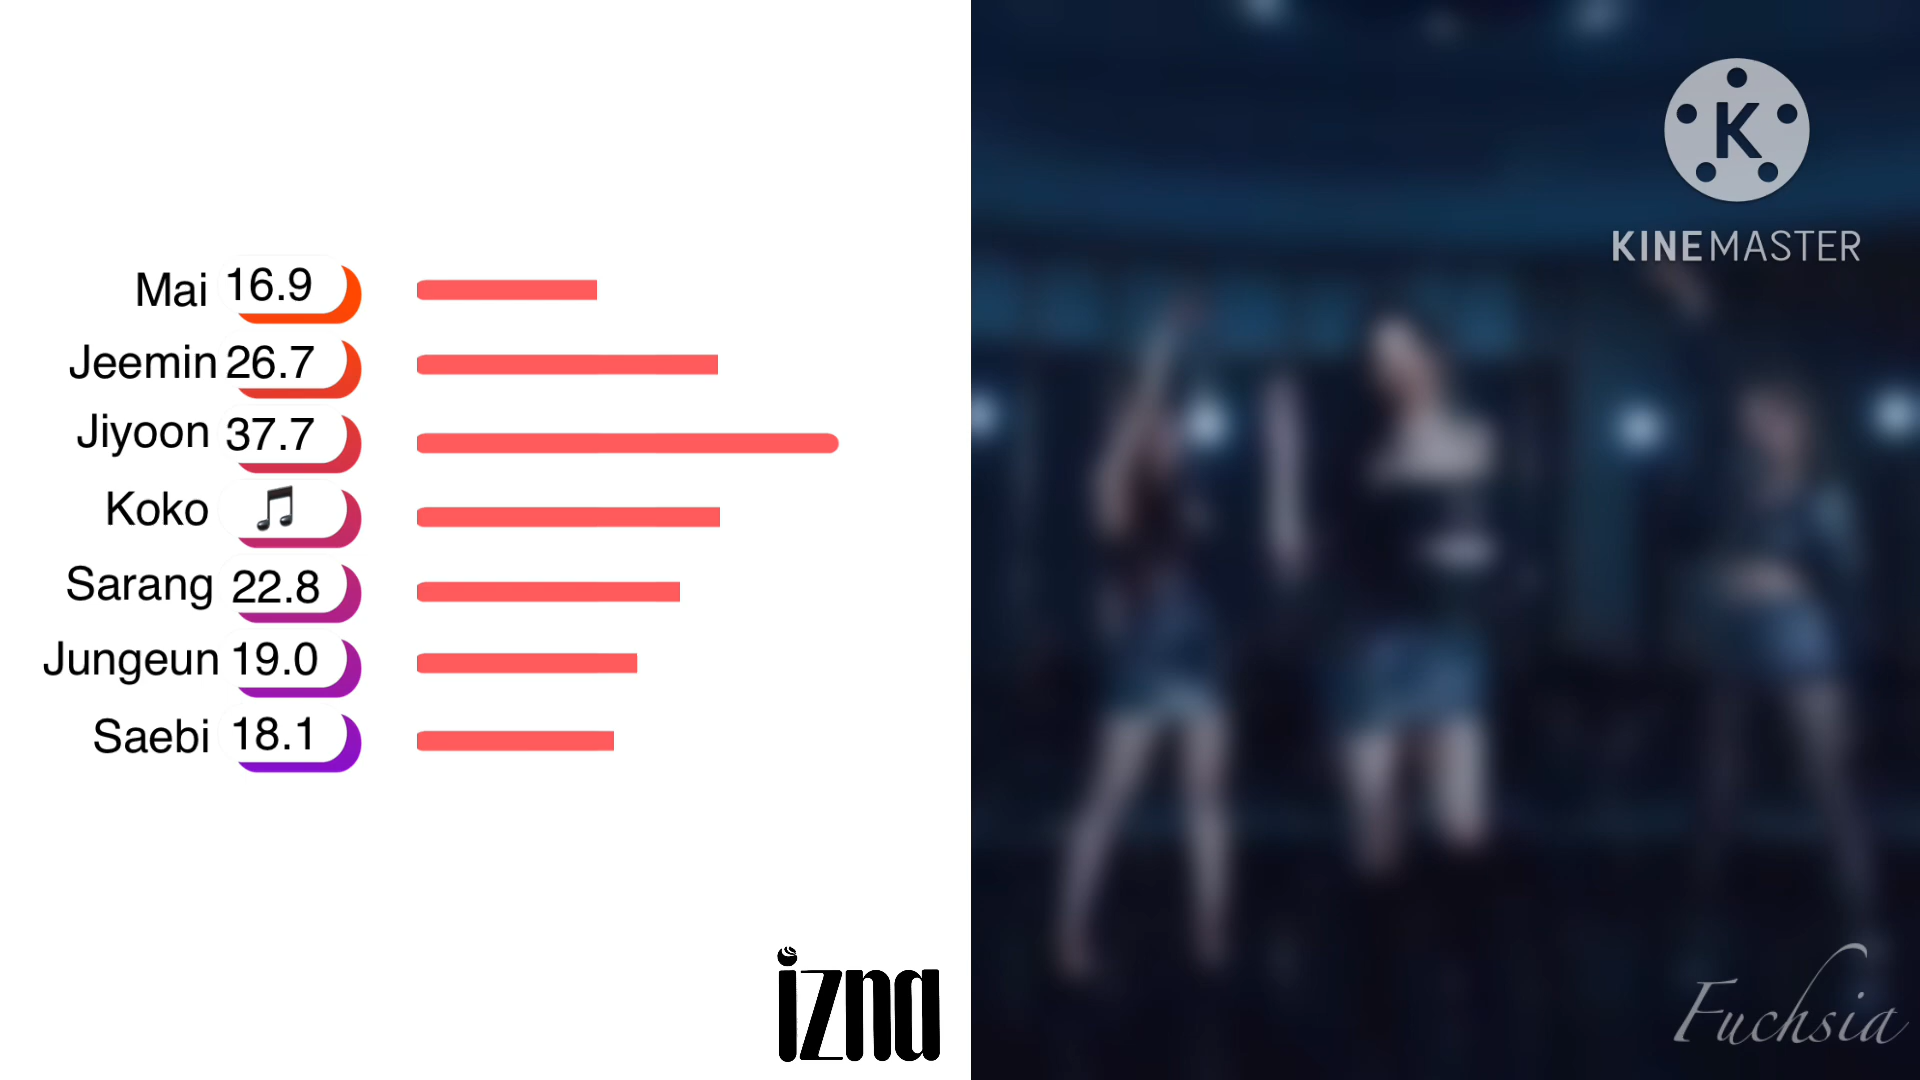 Mai 16.9
Jeemin 26.7
Jiyoon 37.7
Koko 🎵
Sarang 22.8
Jungeun 19.0
Saebi 18.1
izna
K
KINEMASTER
Fuchsia